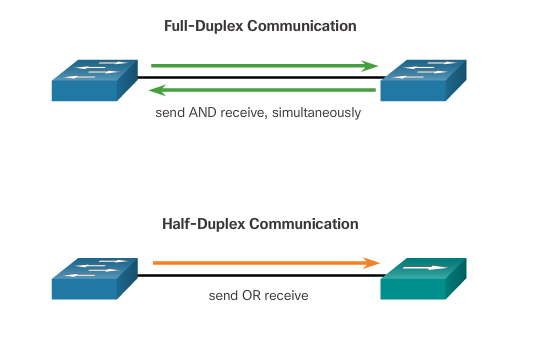 Full-Duplex Communication
send AND receive, simultaneously
Half-Duplex Communication
send OR receive